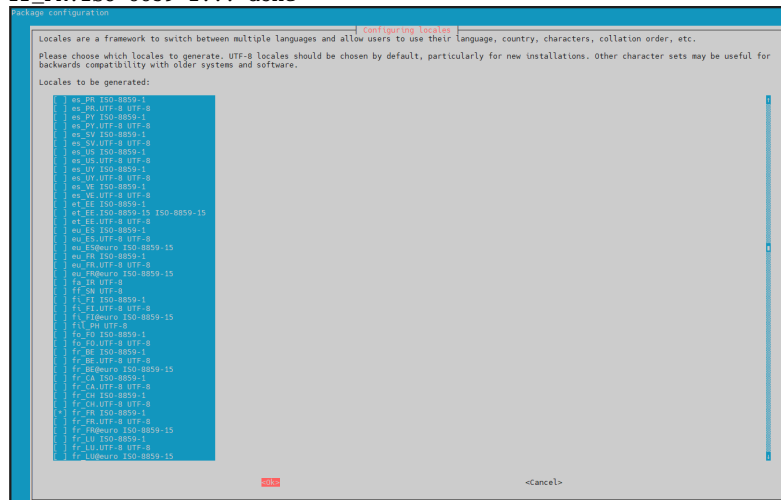 Package configuration
Configuring locales
Locales are a framework to switch between multiple languages and allow users to use their language, country, characters, collation order, etc.
Please choose which locales to generate. UTF-8 locales should be chosen by default, particularly for new installations. Other character sets may be useful for
backwards compatibility with older systems and software.
Locales to be generated:
[ ] es_PR ISO-8859-1
[ ] es_PR.UTF-8 UTF-8
[ ] es_PY ISO-8859-1
[ ] es_PY.UTF-8 UTF-8
[ ] es_SV ISO-8859-1
[ ] es_SV.UTF-8 UTF-8
[ ] es_US ISO-8859-1
[ ] es_US.UTF-8 UTF-8
[ ] es_UY ISO-8859-1
[ ] es_UY.UTF-8 UTF-8
[ ] es_VE ISO-8859-1
[ ] es_VE.UTF-8 UTF-8
[ ] et_EE ISO-8859-1
[ ] et_EE.ISO-8859-15 ISO-8859-15
[ ] et_EE.UTF-8 UTF-8
[ ] eu_ES ISO-8859-1
[ ] eu_ES.UTF-8 UTF-8
[ ] eu_ES@euro ISO-8859-15
[ ] eu_FR ISO-8859-1
[ ] eu_FR.UTF-8 UTF-8
[ ] eu_FR@euro ISO-8859-15
[ ] fa_IR UTF-8
[ ] ff_SN UTF-8
[ ] fi_FI ISO-8859-1
[ ] fi_FI.UTF-8 UTF-8
[ ] fi_FI@euro ISO-8859-15
[ ] fil_PH UTF-8
[ ] fo_FO ISO-8859-1
[ ] fo_FO.UTF-8 UTF-8
[ ] fr_BE ISO-8859-1
[ ] fr_BE.UTF-8 UTF-8
[ ] fr_BE@euro ISO-8859-15
[ ] fr_CA ISO-8859-1
[ ] fr_CA.UTF-8 UTF-8
[ ] fr_CH ISO-8859-1
[ ] fr_CH.UTF-8 UTF-8
[*] fr_FR ISO-8859-1
[ ] fr_FR.UTF-8 UTF-8
[ ] fr_FR@euro ISO-8859-15
[ ] fr_LU ISO-8859-1
[ ] fr_LU.UTF-8 UTF-8
[ ] fr_LU@euro ISO-8859-15
<Ok> <Cancel>